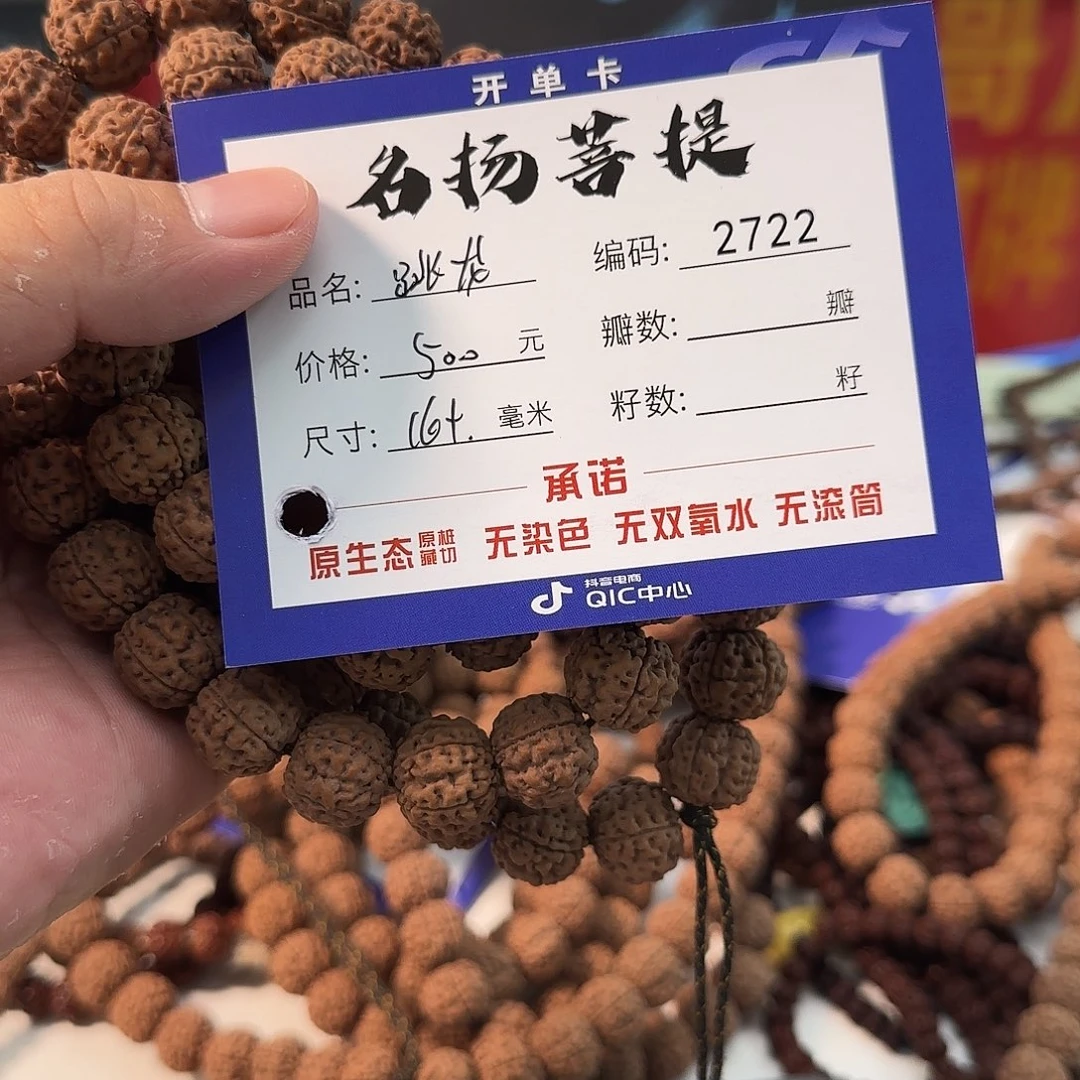 开单卡
名扬菩提
品名:
编码: 2722
价格: 500 元
瓣数: 瓣
尺寸: 16+. 毫米
籽数: 籽
承诺
原生态 原桩藏切 无染色 无双氧水 无滚筒
抖音电商
QIC中心